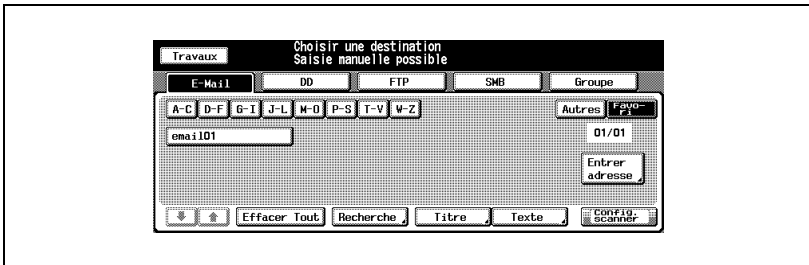 Travaux
Choisir une destination
Saisie manuelle possible
E-Mail DD FTP SMB Groupe
A-C D-F G-I J-L M-O P-S T-V W-Z Autres Favo-
ri
email01 01/01
Entrer
adresse
Effacer Tout Recherche Titre Texte Config.
scanner